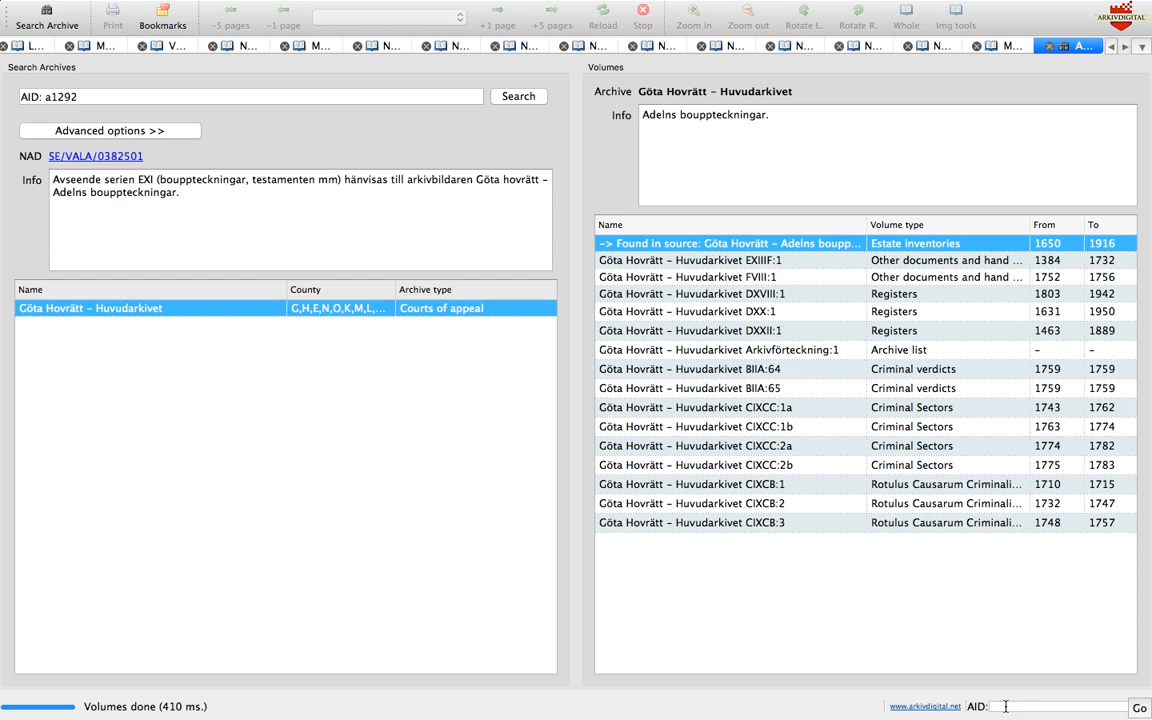 Search Archive Print Bookmarks -5 pages -1 page +1 page +5 pages Reload Stop Zoom in Zoom out Rotate L. Rotate R. Whole Img tools ARKIVDIGITAL
L... M... V... N... M... N... N... N... N... N... N... N... N... N... M... A...
Search Archives
AID: a1292 Search
Advanced options >>
NAD SE/VALA/0382501
Info Avseende serien EXI (bouppteckningar, testamenten mm) hänvisas till arkivbildaren Göta hovrätt -
Adelns bouppteckningar.
Name County Archive type
Göta Hovrätt - Huvudarkivet G,H,E,N,O,K,M,L,... Courts of appeal
Volumes
Archive Göta Hovrätt - Huvudarkivet
Info Adelns bouppteckningar.
Name Volume type From To
-> Found in source: Göta Hovrätt - Adelns boupp... Estate inventories 1650 1916
Göta Hovrätt - Huvudarkivet EXIIIF:1 Other documents and hand ... 1384 1732
Göta Hovrätt - Huvudarkivet FVIII:1 Other documents and hand ... 1752 1756
Göta Hovrätt - Huvudarkivet DXVIII:1 Registers 1803 1942
Göta Hovrätt - Huvudarkivet DXX:1 Registers 1631 1950
Göta Hovrätt - Huvudarkivet DXXII:1 Registers 1463 1889
Göta Hovrätt - Huvudarkivet Arkivförteckning:1 Archive list - -
Göta Hovrätt - Huvudarkivet BIIA:64 Criminal verdicts 1759 1759
Göta Hovrätt - Huvudarkivet BIIA:65 Criminal verdicts 1759 1759
Göta Hovrätt - Huvudarkivet CIXCC:1a Criminal Sectors 1743 1762
Göta Hovrätt - Huvudarkivet CIXCC:1b Criminal Sectors 1763 1774
Göta Hovrätt - Huvudarkivet CIXCC:2a Criminal Sectors 1774 1782
Göta Hovrätt - Huvudarkivet CIXCC:2b Criminal Sectors 1775 1783
Göta Hovrätt - Huvudarkivet CIXCB:1 Rotulus Causarum Criminali... 1710 1715
Göta Hovrätt - Huvudarkivet CIXCB:2 Rotulus Causarum Criminali... 1732 1747
Göta Hovrätt - Huvudarkivet CIXCB:3 Rotulus Causarum Criminali... 1748 1757
Volumes done (410 ms.) www.arkivdigital.net AID: Go